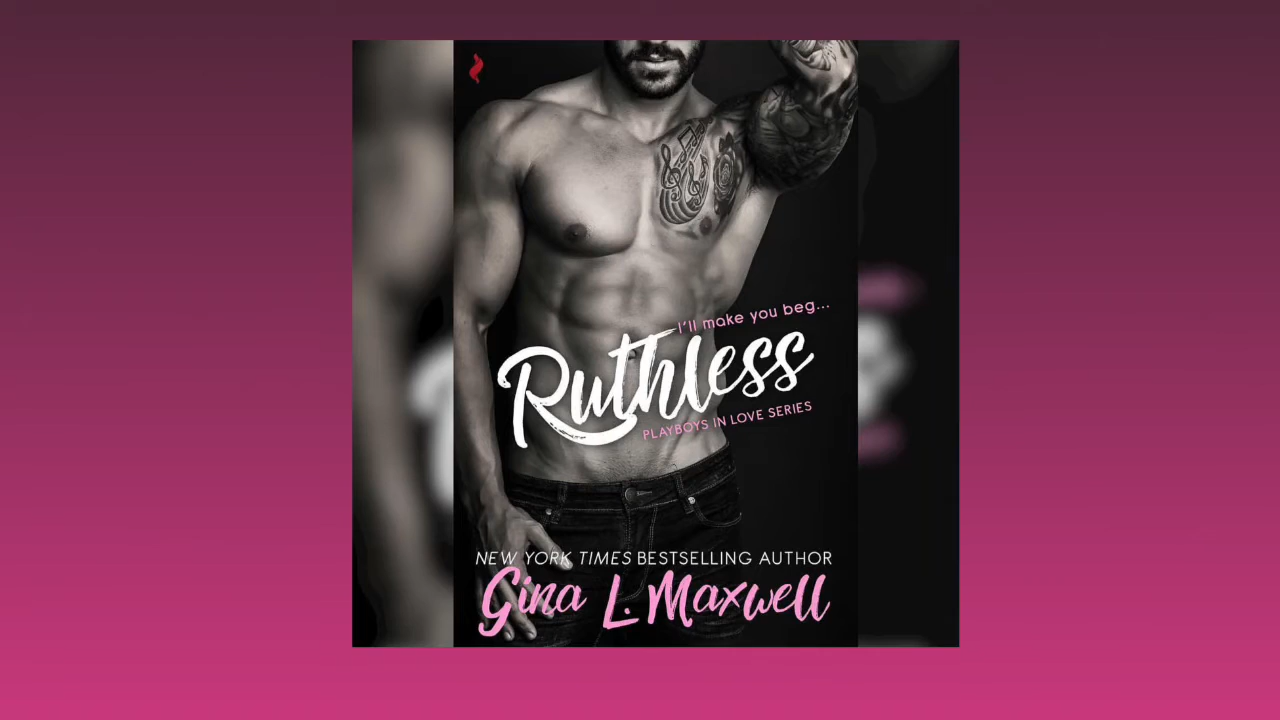 I'll make you beg...
Ruthless
PLAYBOYS IN LOVE SERIES
NEW YORK TIMES BESTSELLING AUTHOR
Gina L. Maxwell